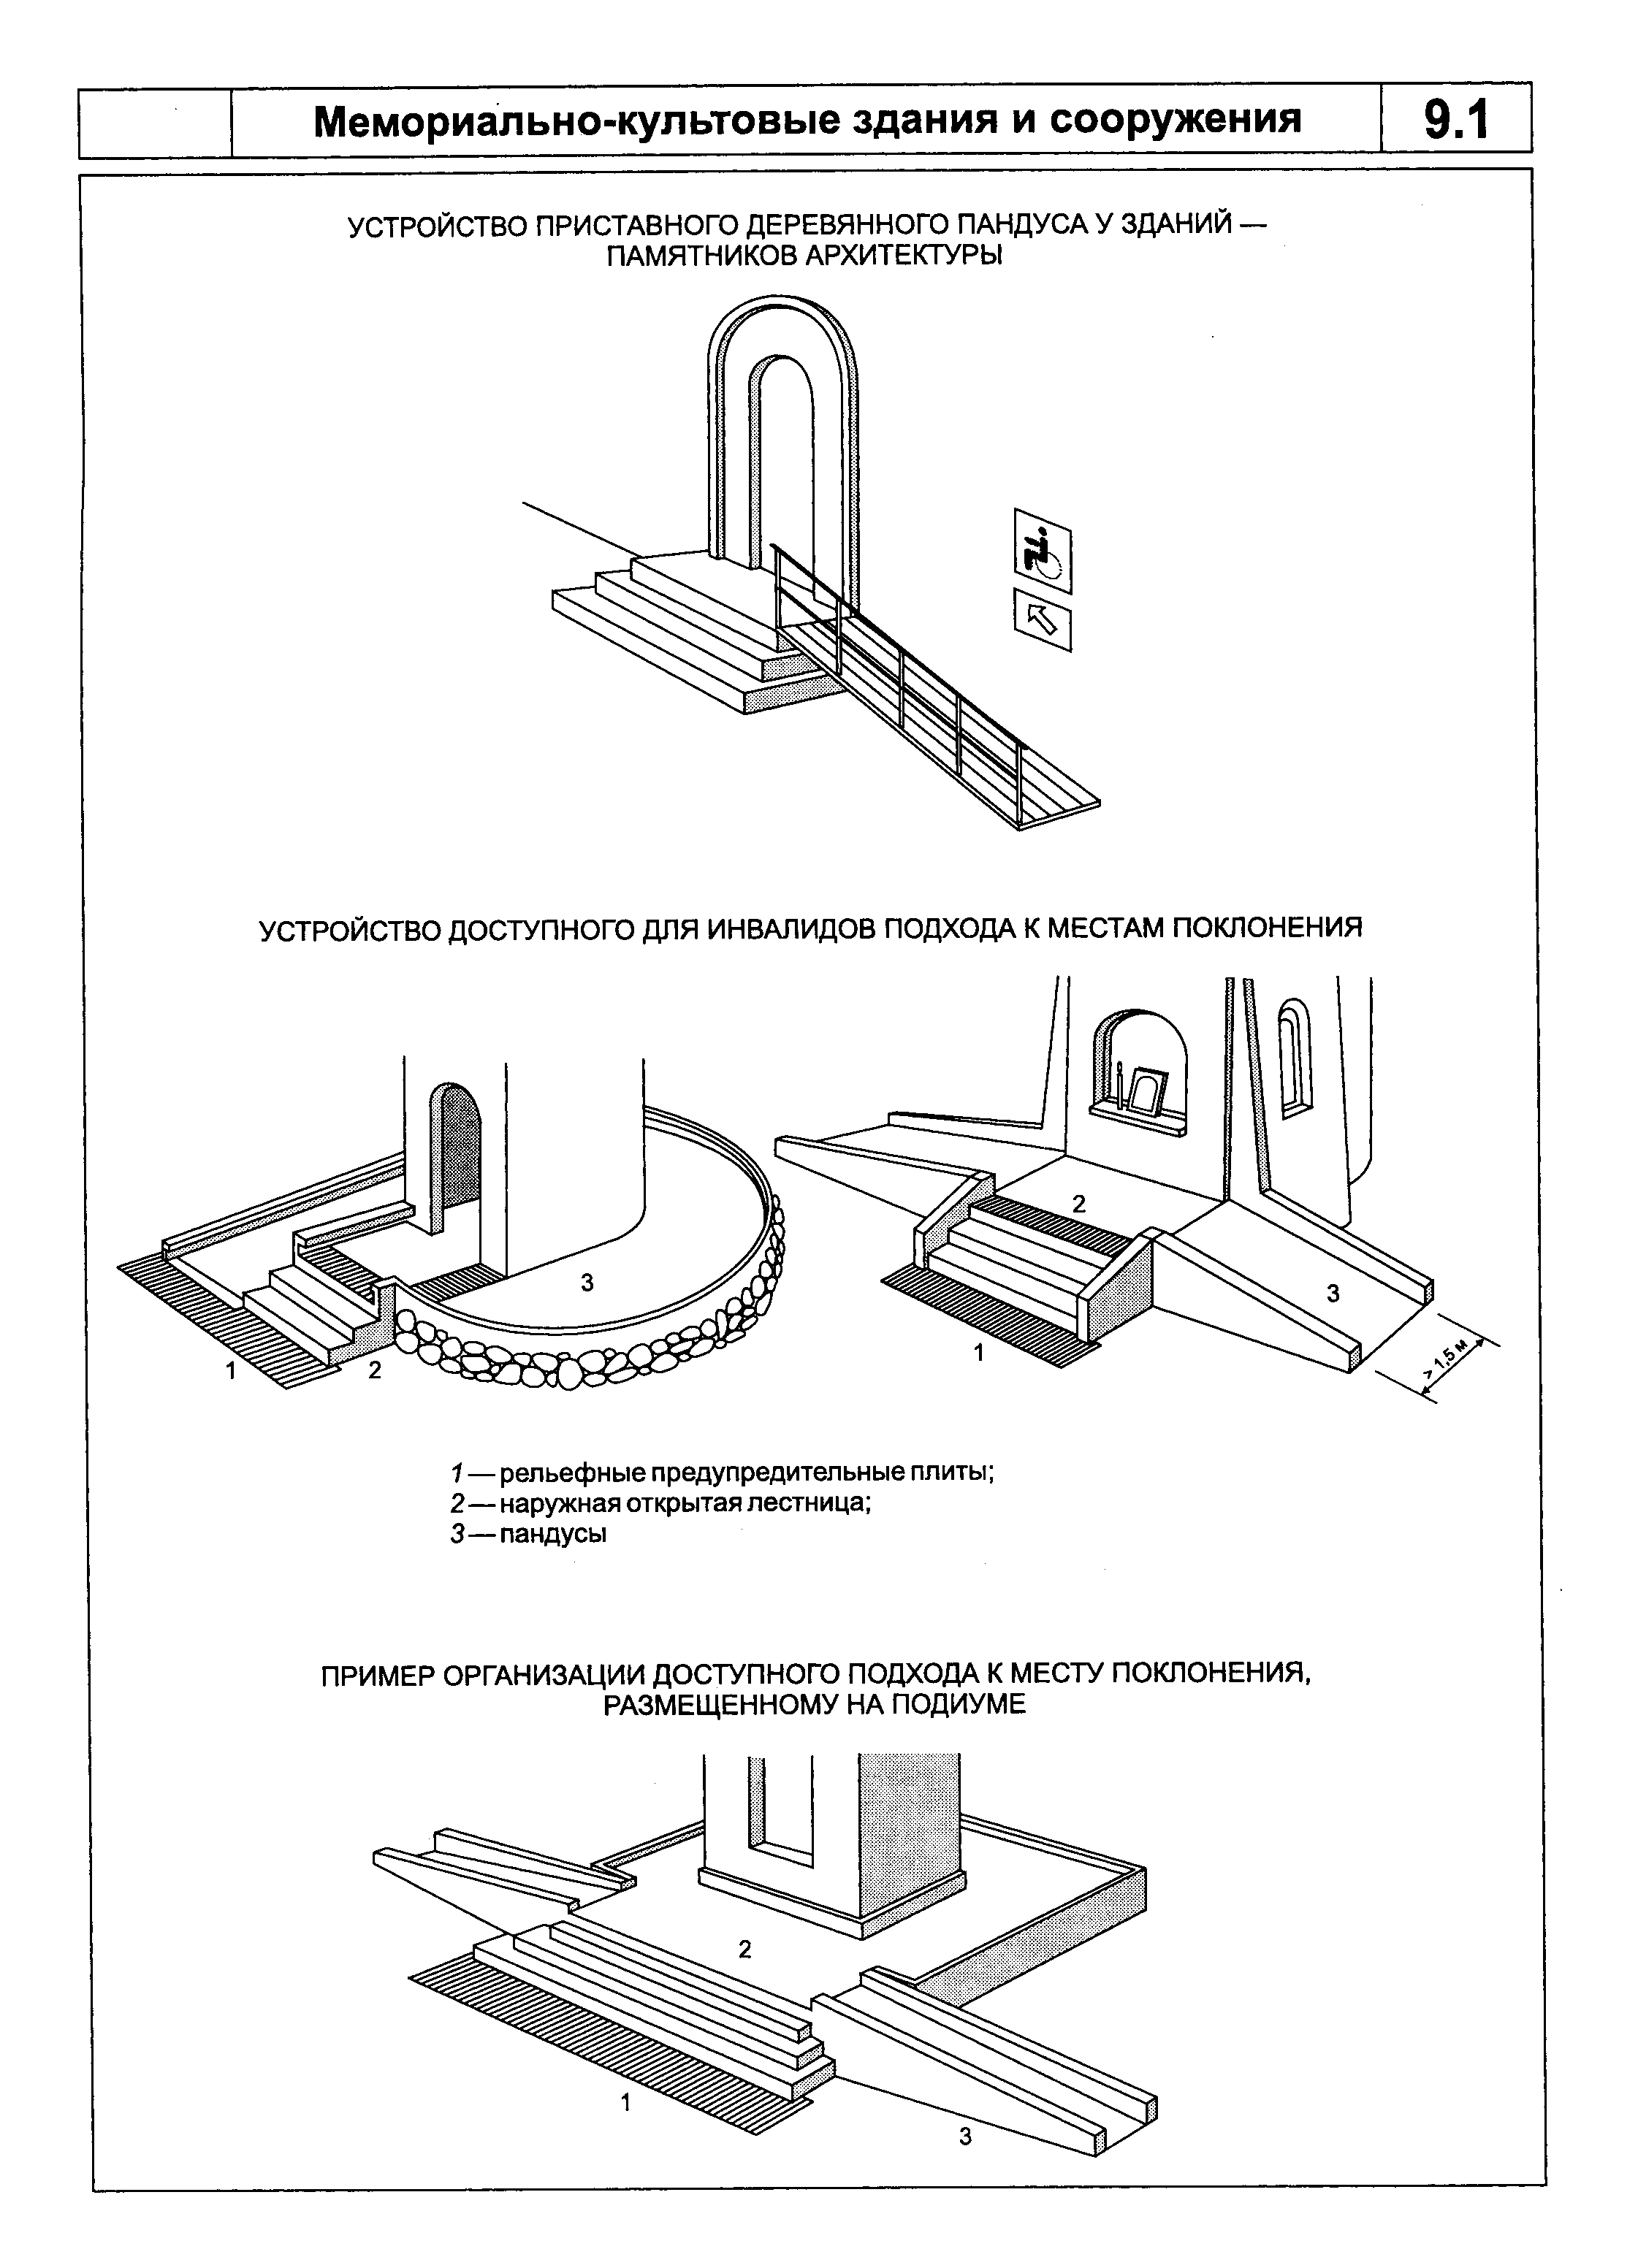 Мемориально-культовые здания и сооружения
9.1
УСТРОЙСТВО ПРИСТАВНОГО ДЕРЕВЯННОГО ПАНДУСА У ЗДАНИЙ —
ПАМЯТНИКОВ АРХИТЕКТУРЫ
УСТРОЙСТВО ДОСТУПНОГО ДЛЯ ИНВАЛИДОВ ПОДХОДА К МЕСТАМ ПОКЛОНЕНИЯ
3
1
2
2
3
1
> 1,5 м
1 — рельефные предупредительные плиты;
2 — наружная открытая лестница;
3 — пандусы
ПРИМЕР ОРГАНИЗАЦИИ ДОСТУПНОГО ПОДХОДА К МЕСТУ ПОКЛОНЕНИЯ,
РАЗМЕЩЕННОМУ НА ПОДИУМЕ
2
1
3